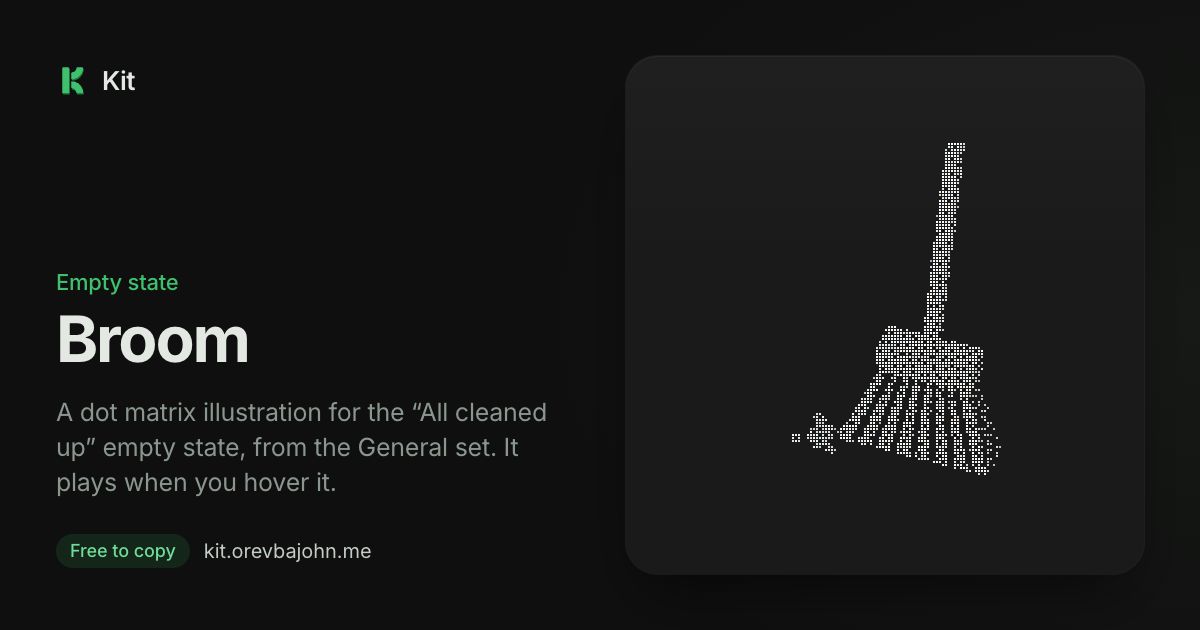 Kit
Empty state
Broom
A dot matrix illustration for the “All cleaned
up” empty state, from the General set. It
plays when you hover it.
Free to copy
kit.orevbajohn.me